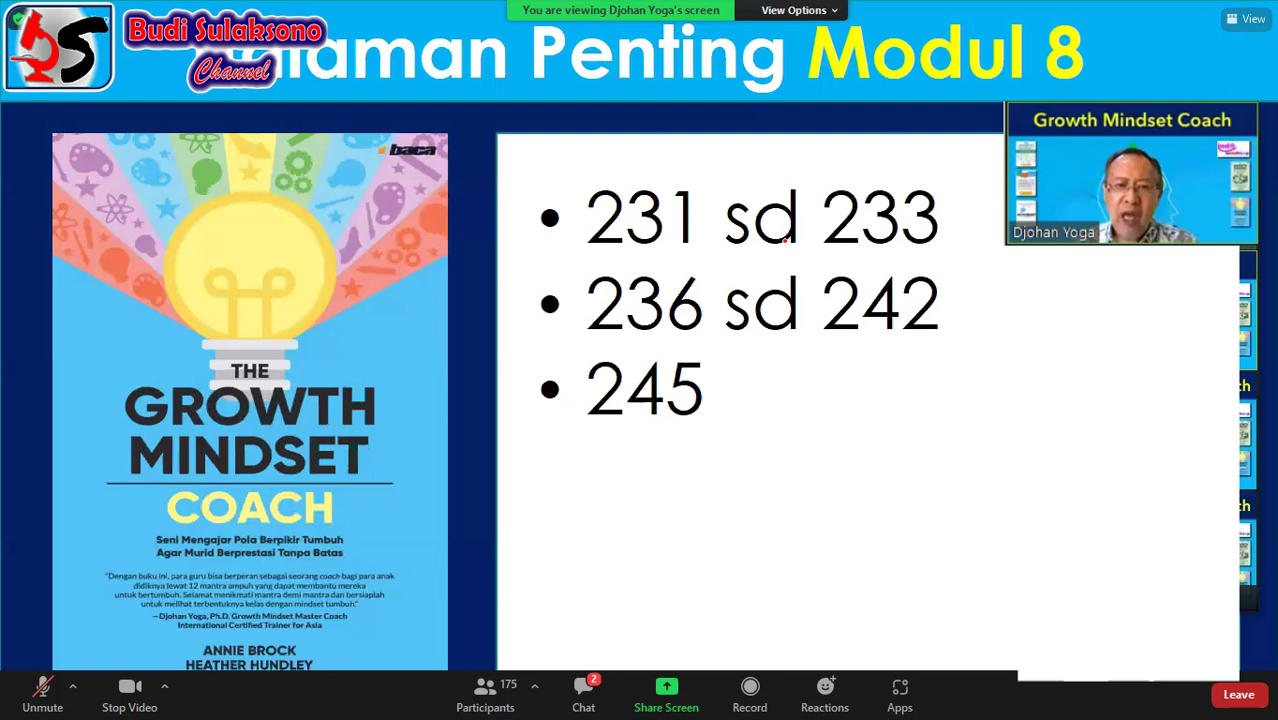 You are viewing Djohan Yoga's screen
View Options
View
Budi Sulaksono
Channel
laman Penting Modul 8
baca
THE
GROWTH
MINDSET
COACH
Seni Mengajar Pola Berpikir Tumbuh
Agar Murid Berprestasi Tanpa Batas
"Dengan buku ini, para guru bisa berperan sebagai seorang coach bagi para anak
didiknya lewat 12 mantra ampuh yang dapat membantu mereka
untuk bertumbuh. Selamat menikmati mantra demi mantra dan bersiaplah
untuk melihat terbentuknya kelas dengan mindset tumbuh."
—Djohan Yoga, Ph.D, Growth Mindset Master Coach
International Certified Trainer for Asia
ANNIE BROCK
HEATHER HUNDLEY
• 231 sd 233
• 236 sd 242
• 245
Growth Mindset Coach
Djohan Yoga
ch
ch
Unmute
Stop Video
175
Participants
2
Chat
Share Screen
Record
Reactions
Apps
Leave